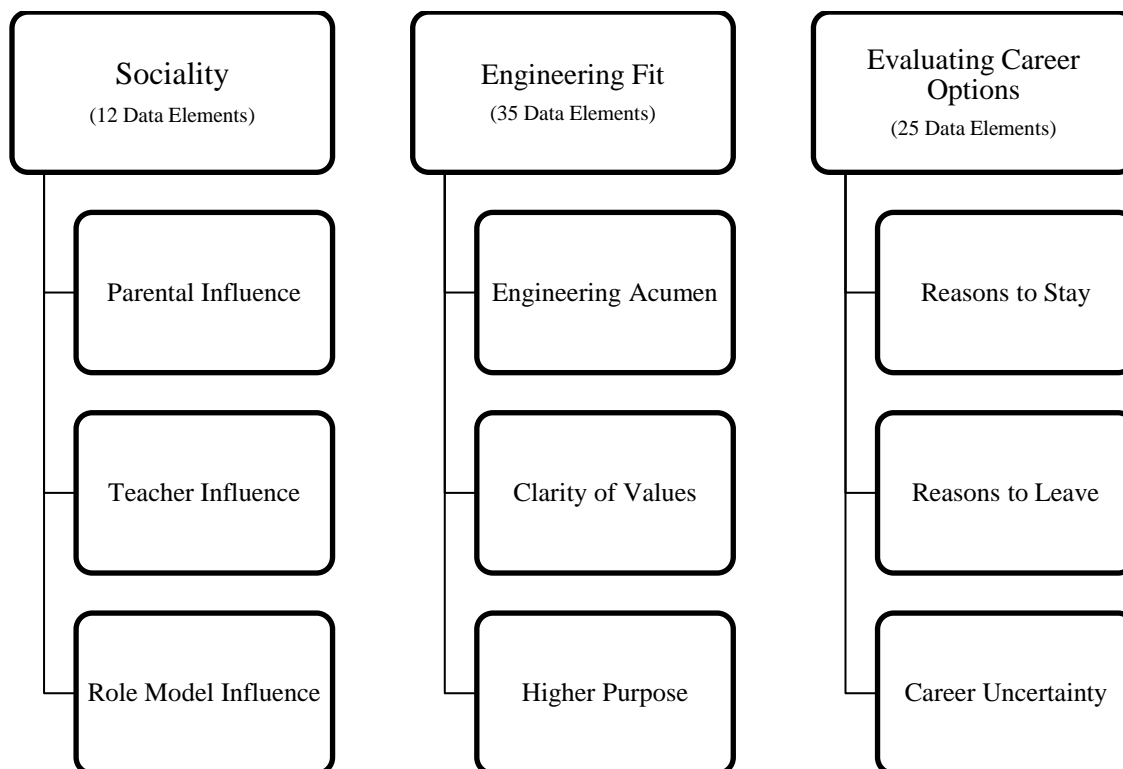 Sociality
(12 Data Elements)
Parental Influence
Teacher Influence
Role Model Influence
Engineering Fit
(35 Data Elements)
Engineering Acumen
Clarity of Values
Higher Purpose
Evaluating Career
Options
(25 Data Elements)
Reasons to Stay
Reasons to Leave
Career Uncertainty